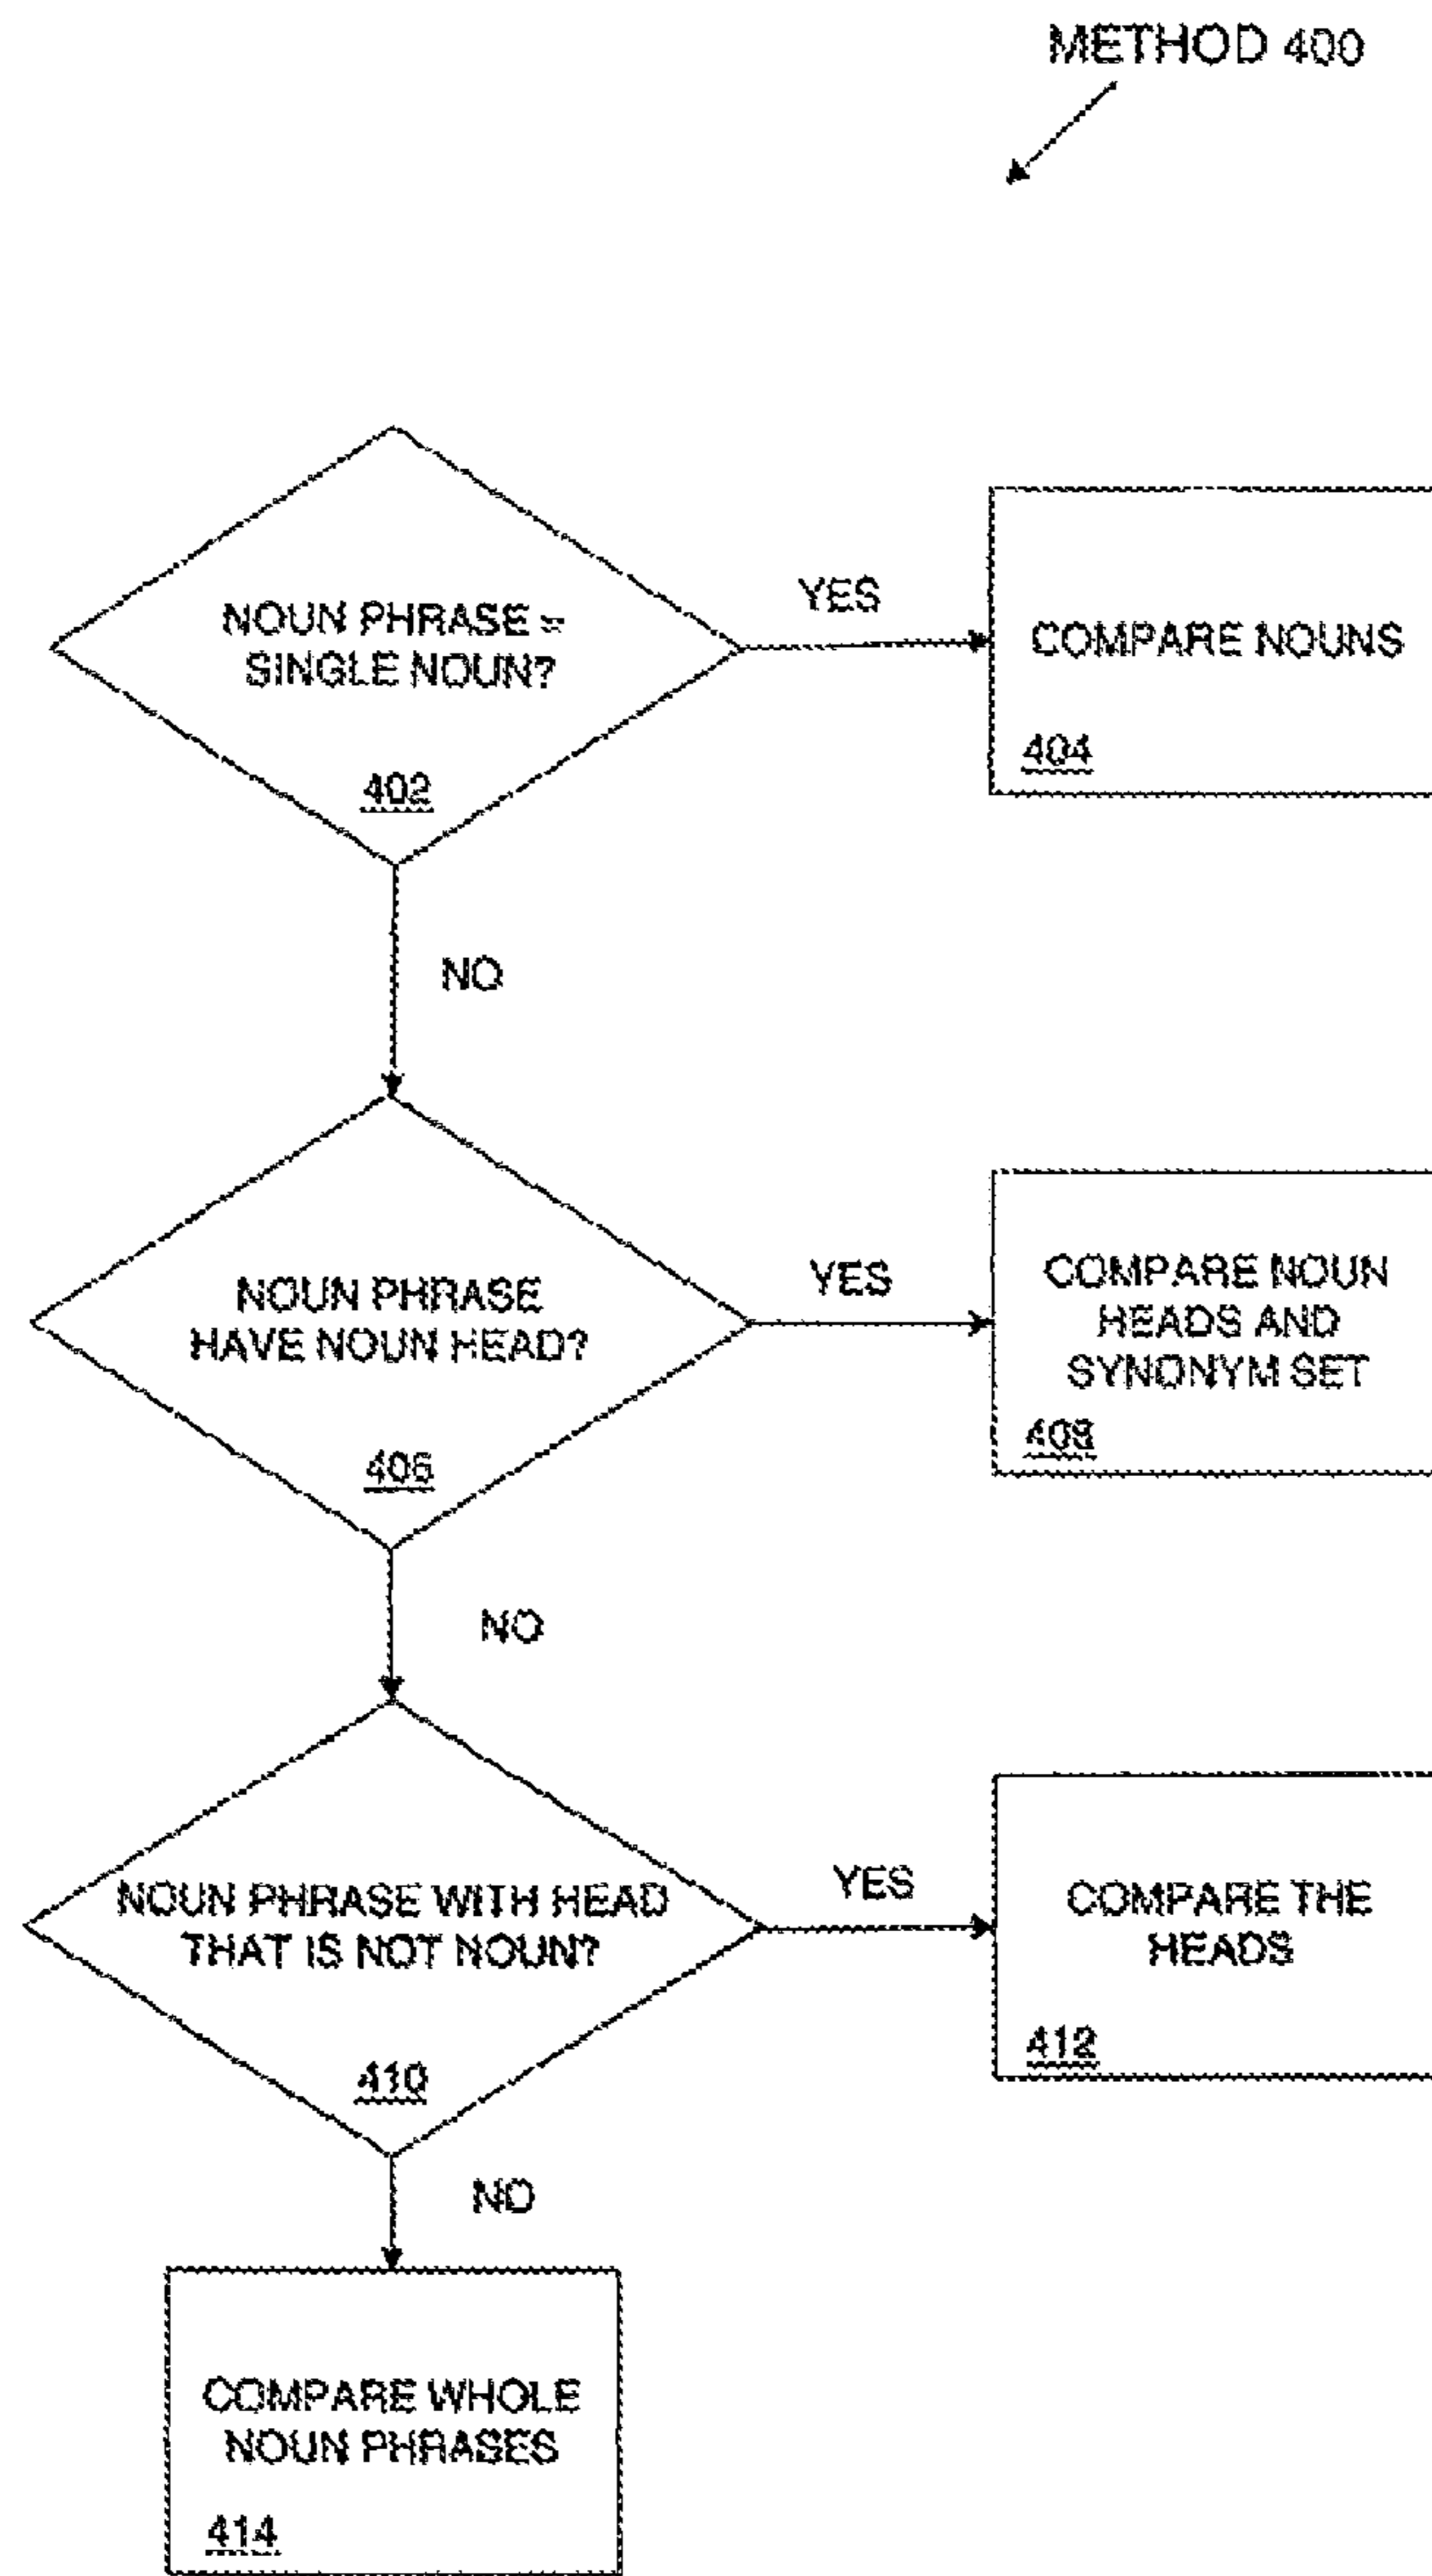 METHOD 400
NOUN PHRASE =
SINGLE NOUN?
402
YES
COMPARE NOUNS
404
NO
NOUN PHRASE
HAVE NOUN HEAD?
406
YES
COMPARE NOUN
HEADS AND
SYNONYM SET
408
NO
NOUN PHRASE WITH HEAD
THAT IS NOT NOUN?
410
YES
COMPARE THE
HEADS
412
NO
COMPARE WHOLE
NOUN PHRASES
414